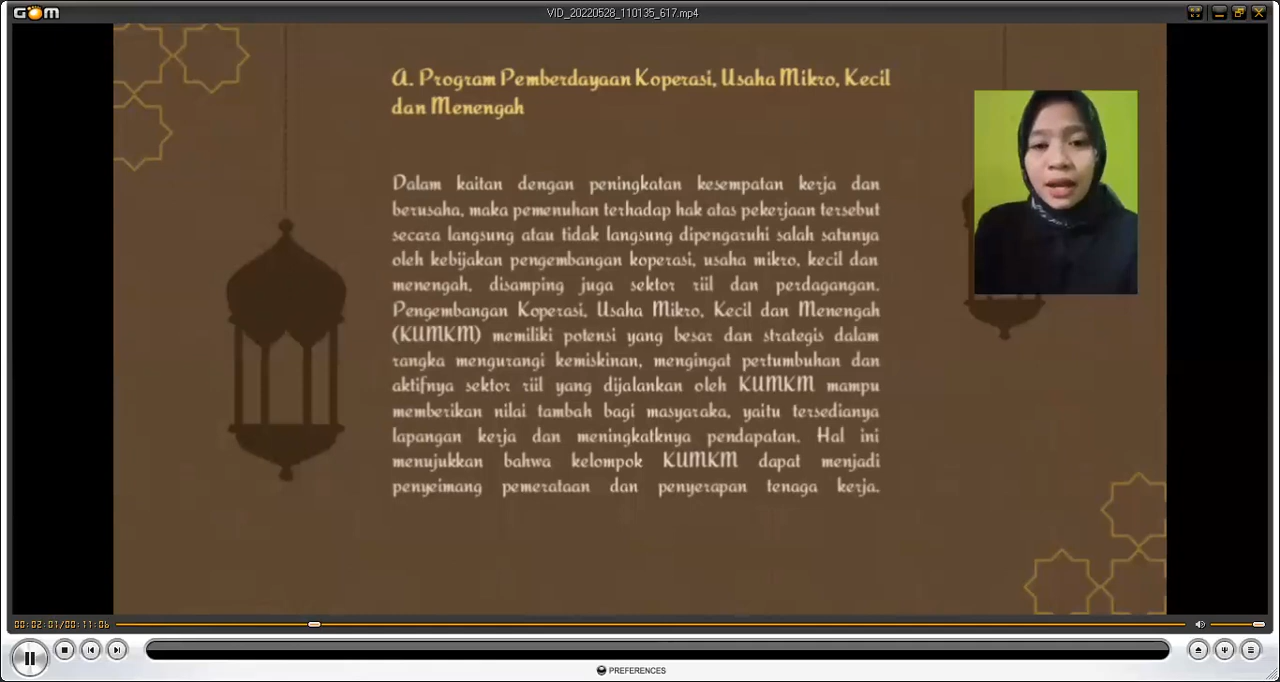 GOM
VID_20220528_110135_617.mp4
A. Program Pemberdayaan Koperasi, Usaha Mikro, Kecil
dan Menengah
Dalam kaitan dengan peningkatan kesempatan kerja dan
berusaha, maka pemenuhan terhadap hak atas pekerjaan tersebut
secara langsung atau tidak langsung dipengaruhi salah satunya
oleh kebijakan pengembangan koperasi, usaha mikro, kecil dan
menengah, disamping juga sektor riil dan perdagangan.
Pengembangan Koperasi, Usaha Mikro, Kecil dan Menengah
(KUMKM) memiliki potensi yang besar dan strategis dalam
rangka mengurangi kemiskinan, mengingat pertumbuhan dan
aktifnya sektor riil yang dijalankan oleh KUMKM mampu
memberikan nilai tambah bagi masyaraka, yaitu tersedianya
lapangan kerja dan meningkatknya pendapatan. Hal ini
menujukkan bahwa kelompok KUMKM dapat menjadi
penyeimang pemerataan dan penyerapan tenaga kerja.
00:02:01/00:11:06
PREFERENCES